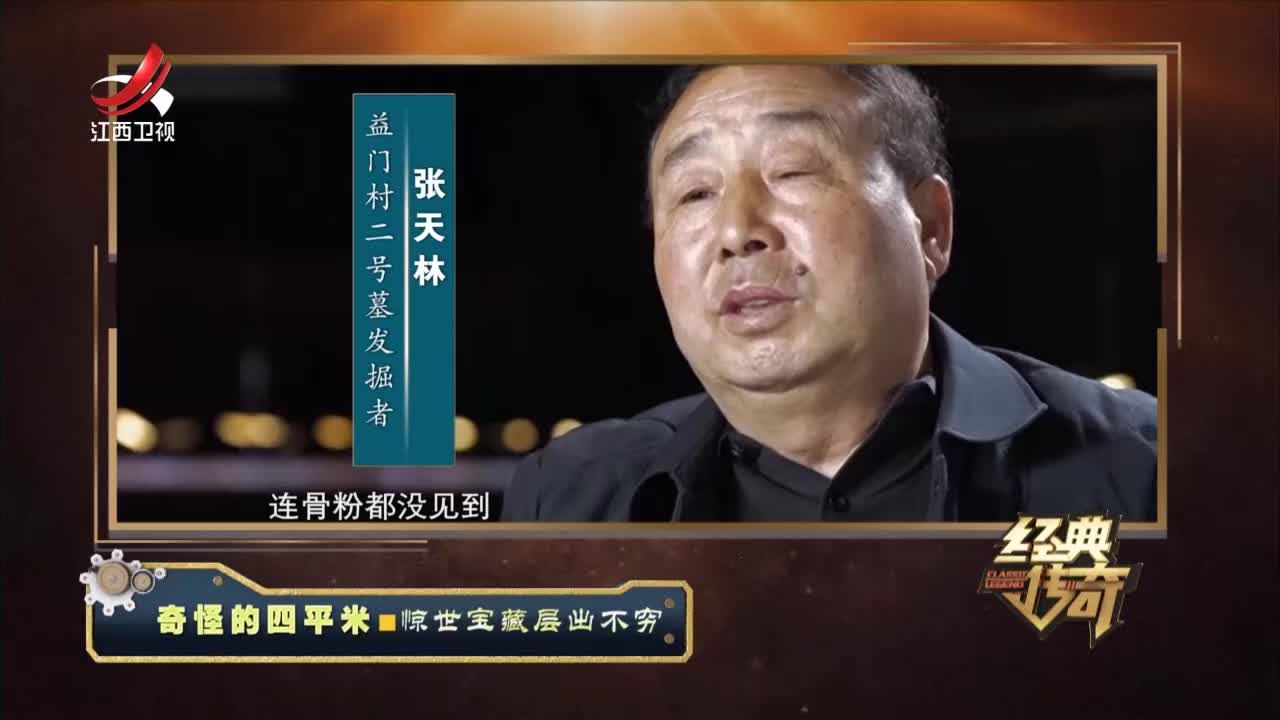 江西卫视
益门村二号墓发掘者
张天林
连骨粉都没见到
经典传奇
CLASSIC LEGEND
奇怪的四平米■惊世宝藏层出不穷